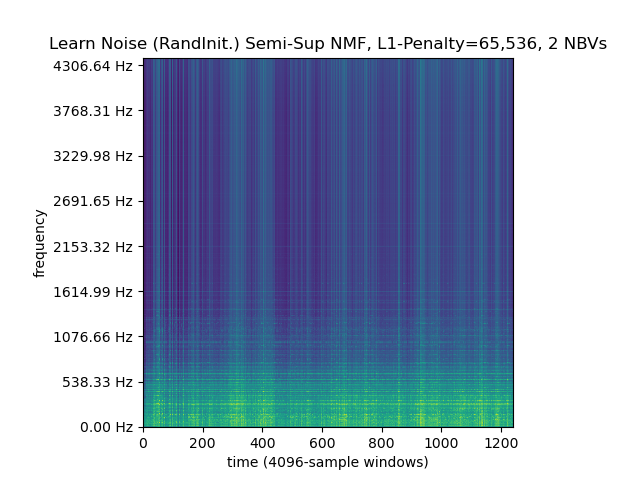 Learn Noise (RandInit.) Semi-Sup NMF, L1-Penalty=65,536, 2 NBVs
4306.64 Hz
3768.31 Hz
3229.98 Hz
2691.65 Hz
2153.32 Hz
1614.99 Hz
1076.66 Hz
538.33 Hz
0.00 Hz
frequency
0 200 400 600 800 1000 1200
time (4096-sample windows)